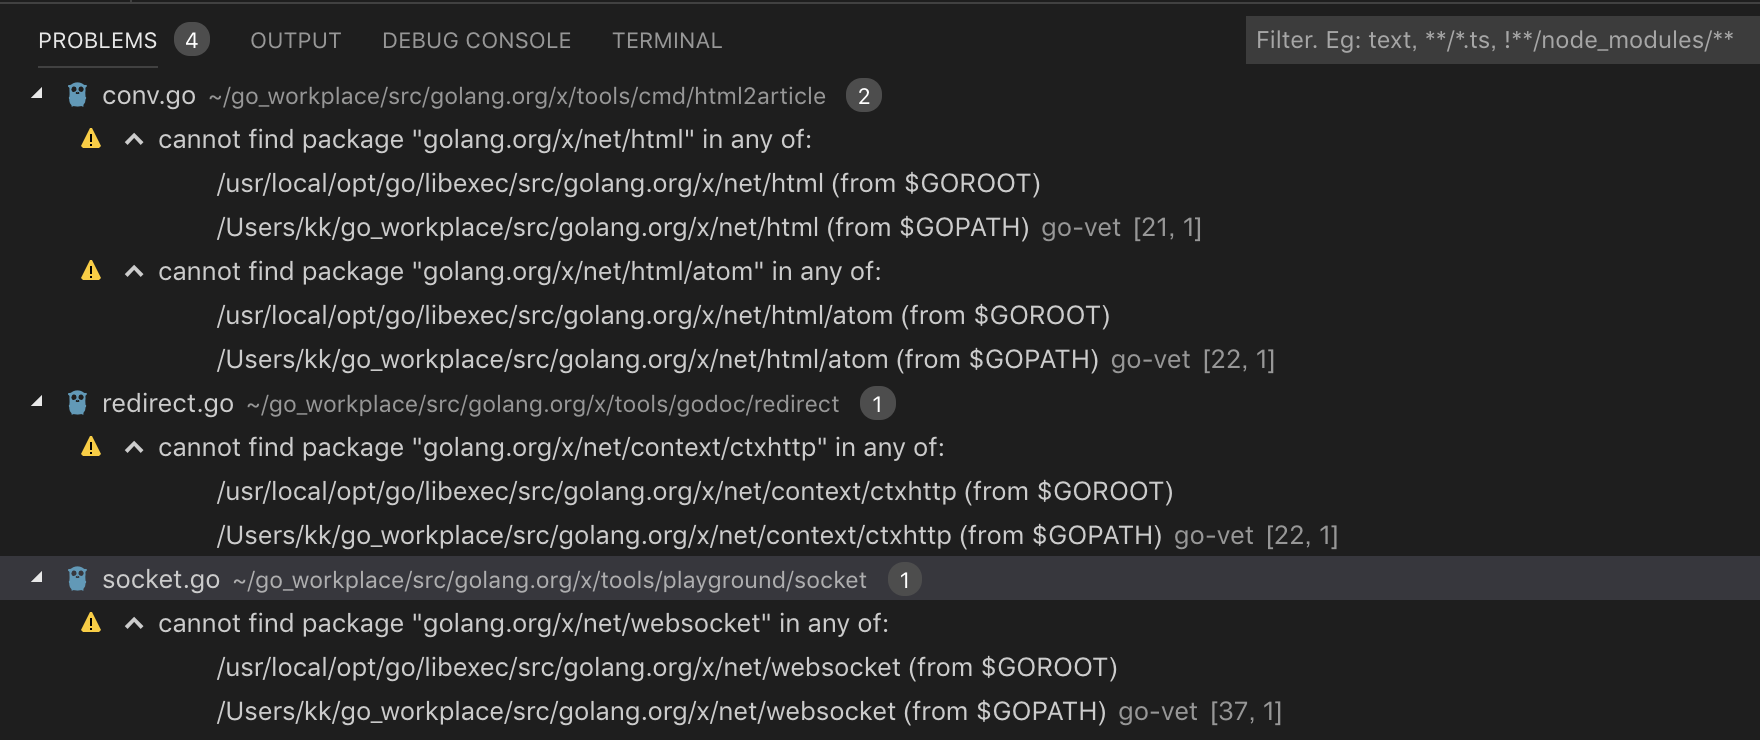 PROBLEMS 4 OUTPUT DEBUG CONSOLE TERMINAL Filter. Eg: text, **/*.ts, !**/node_modules/**
conv.go ~/go_workplace/src/golang.org/x/tools/cmd/html2article 2
cannot find package "golang.org/x/net/html" in any of:
/usr/local/opt/go/libexec/src/golang.org/x/net/html (from $GOROOT)
/Users/kk/go_workplace/src/golang.org/x/net/html (from $GOPATH) go-vet [21, 1]
cannot find package "golang.org/x/net/html/atom" in any of:
/usr/local/opt/go/libexec/src/golang.org/x/net/html/atom (from $GOROOT)
/Users/kk/go_workplace/src/golang.org/x/net/html/atom (from $GOPATH) go-vet [22, 1]
redirect.go ~/go_workplace/src/golang.org/x/tools/godoc/redirect 1
cannot find package "golang.org/x/net/context/ctxhttp" in any of:
/usr/local/opt/go/libexec/src/golang.org/x/net/context/ctxhttp (from $GOROOT)
/Users/kk/go_workplace/src/golang.org/x/net/context/ctxhttp (from $GOPATH) go-vet [22, 1]
socket.go ~/go_workplace/src/golang.org/x/tools/playground/socket 1
cannot find package "golang.org/x/net/websocket" in any of:
/usr/local/opt/go/libexec/src/golang.org/x/net/websocket (from $GOROOT)
/Users/kk/go_workplace/src/golang.org/x/net/websocket (from $GOPATH) go-vet [37, 1]